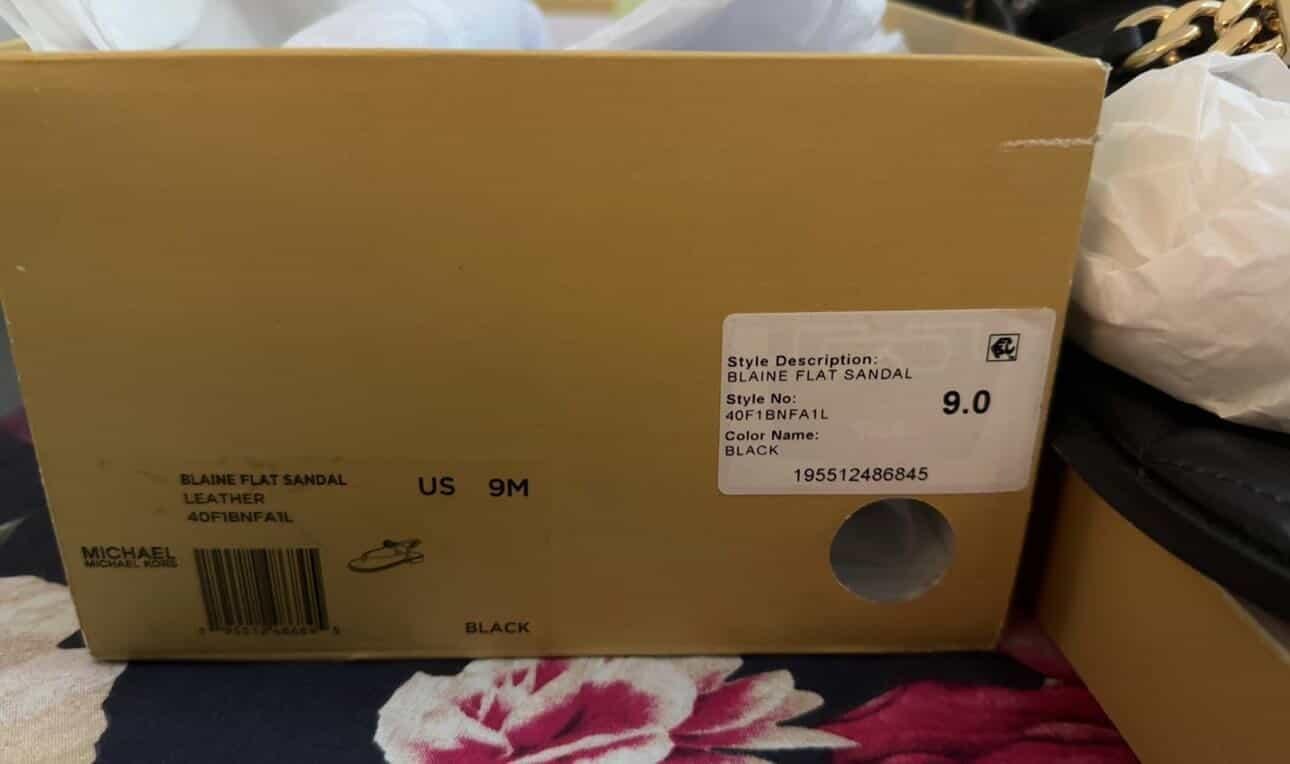 BLAINE FLAT SANDAL
LEATHER
40F1BNFA1L
US 9M
MICHAEL
MICHAEL KORS
BLACK
Style Description:
BLAINE FLAT SANDAL
Style No:
40F1BNFA1L
9.0
Color Name:
BLACK
195512486845